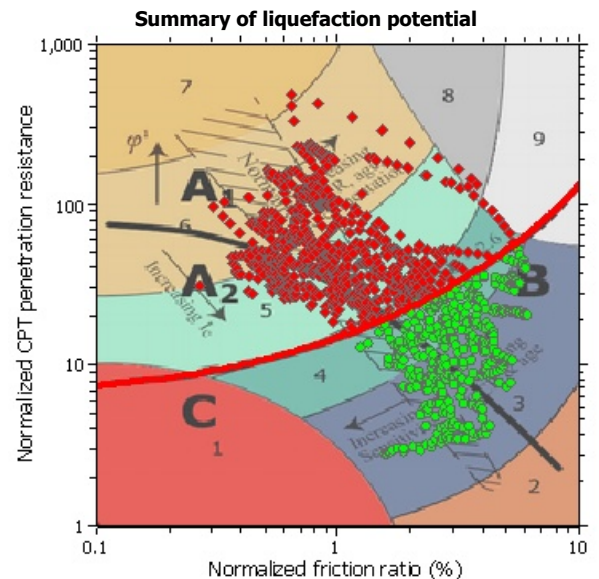 Summary of liquefaction potential
1,000
7
8
9
φ'
A1
100
6
A2
Increasing Ic
5
B
10
4
C
3
1
Increasing
Sensitivity
2
1
0.1
1
10
Normalized friction ratio (%)
Normalized CPT penetration resistance